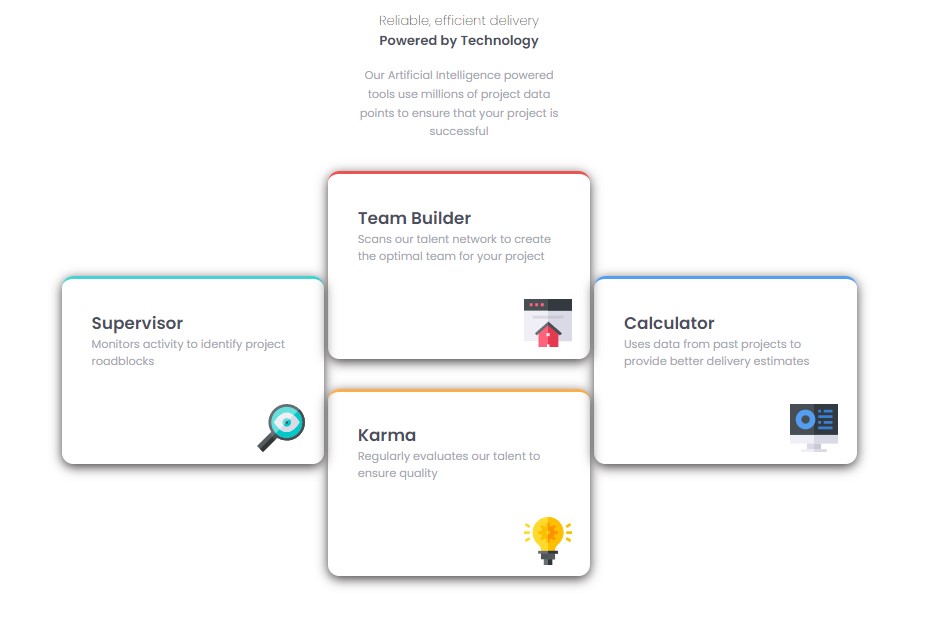 Reliable, efficient delivery
Powered by Technology
Our Artificial Intelligence powered
tools use millions of project data
points to ensure that your project is
successful
Team Builder
Scans our talent network to create
the optimal team for your project
Supervisor
Monitors activity to identify project
roadblocks
Calculator
Uses data from past projects to
provide better delivery estimates
Karma
Regularly evaluates our talent to
ensure quality